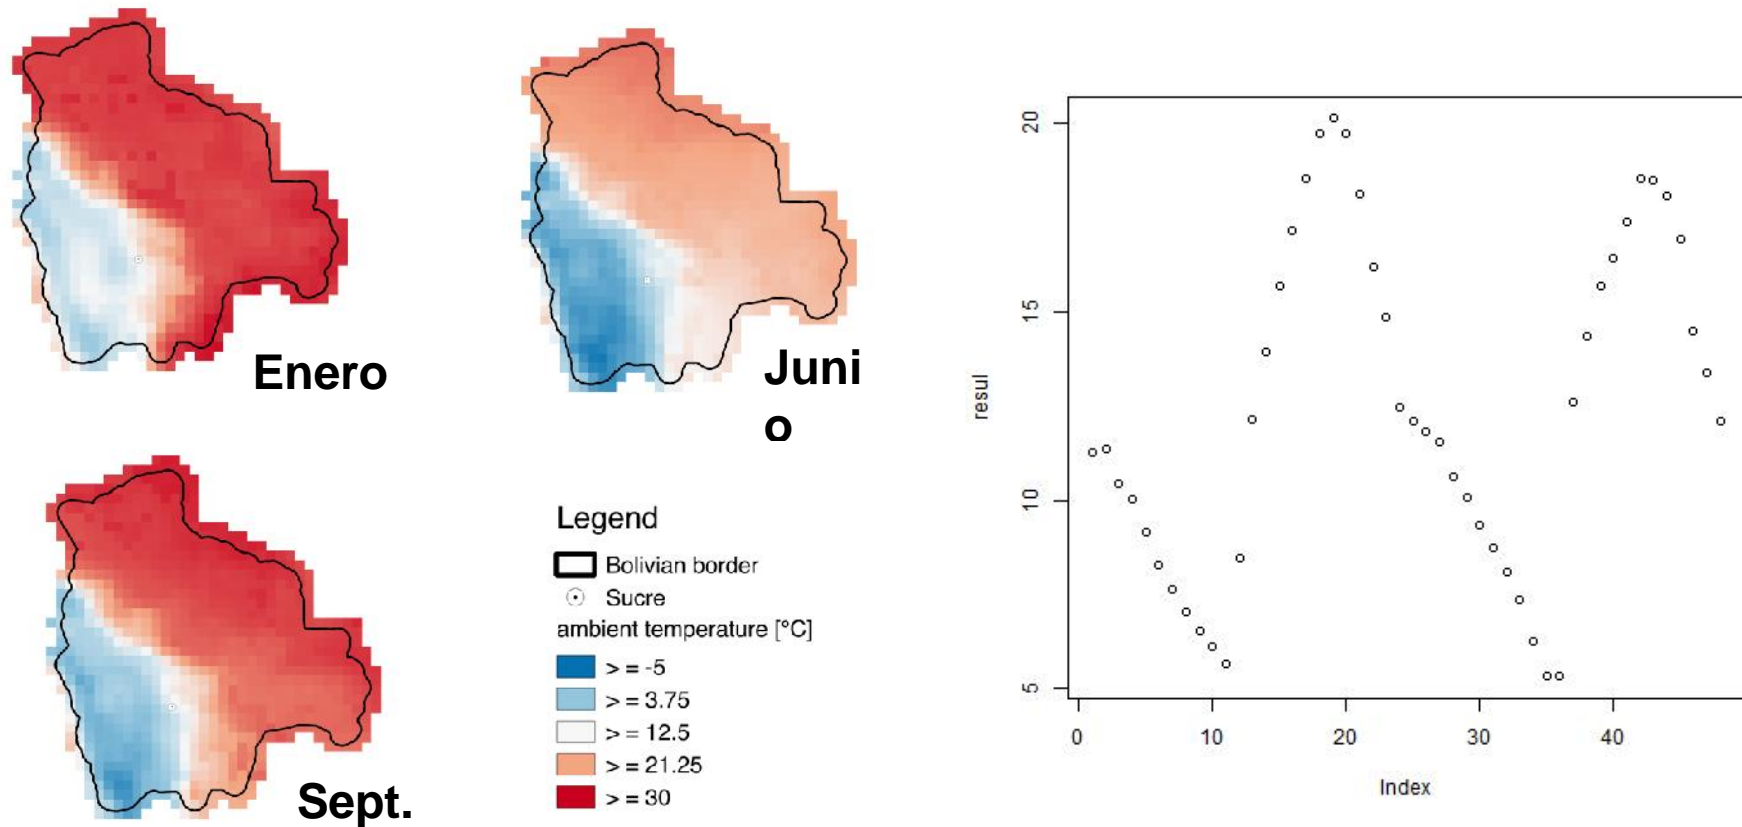 Enero
Juni
o
Sept.
Legend
Bolivian border
Sucre
ambient temperature [°C]
> = -5
> = 3.75
> = 12.5
> = 21.25
> = 30
20
15
10
5
resul
0 10 20 30 40
Index